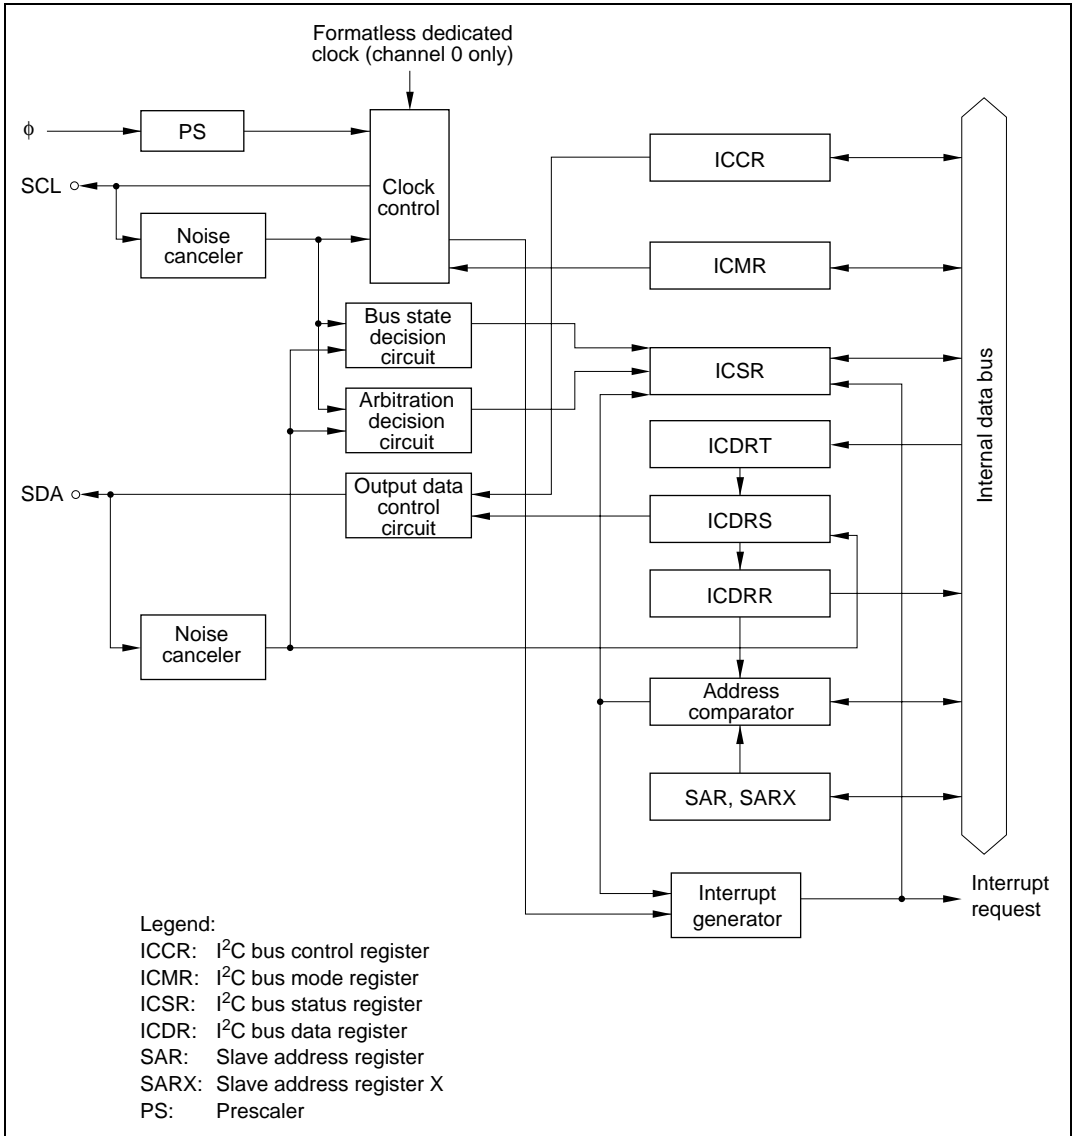 Formatless dedicated
clock (channel 0 only)
ϕ
PS
SCL
Clock
control
Noise
canceler
ICCR
ICMR
Bus state
decision
circuit
ICSR
Arbitration
decision
circuit
ICDRT
SDA
Output data
control
circuit
ICDRS
ICDRR
Noise
canceler
Address
comparator
SAR, SARX
Internal data bus
Interrupt
generator
Interrupt
request
Legend:
ICCR: I²C bus control register
ICMR: I²C bus mode register
ICSR: I²C bus status register
ICDR: I²C bus data register
SAR: Slave address register
SARX: Slave address register X
PS: Prescaler